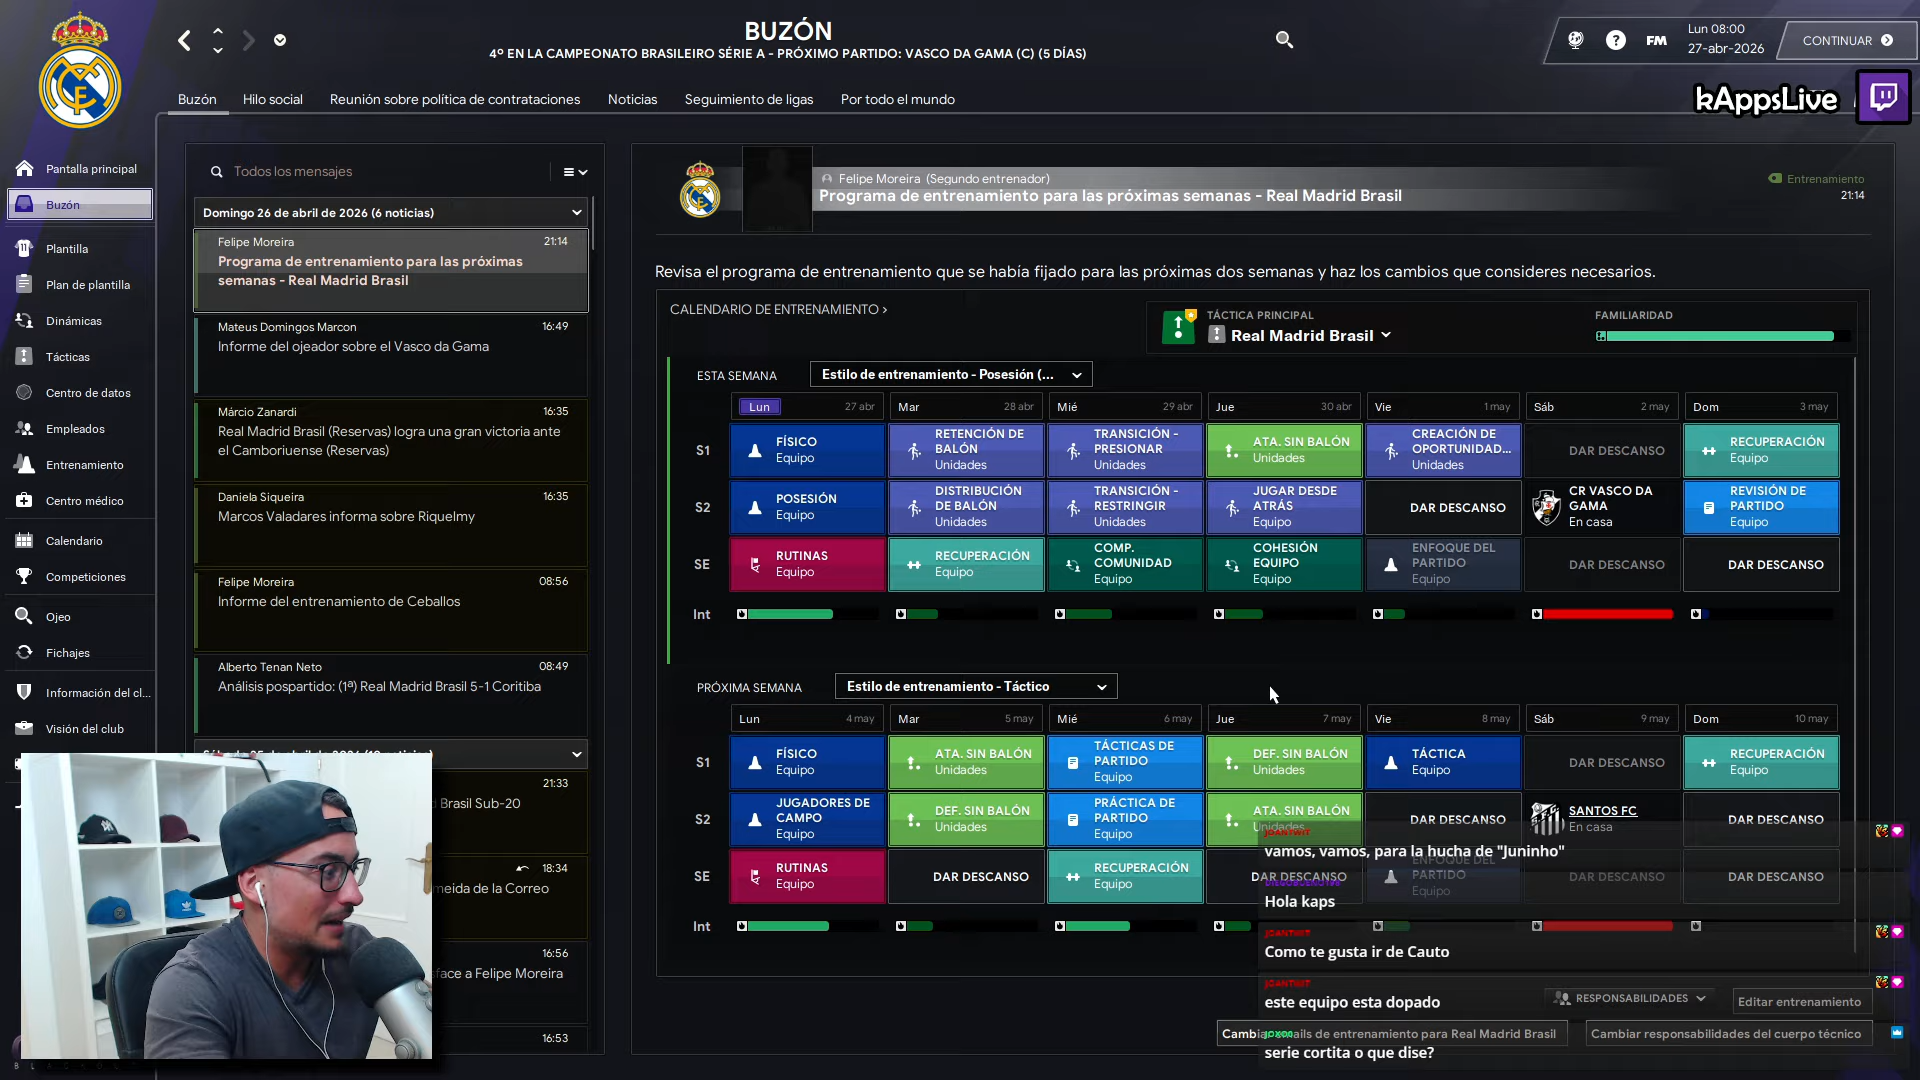 BUZÓN
4º EN LA CAMPEONATO BRASILEIRO SÉRIE A - PRÓXIMO PARTIDO: VASCO DA GAMA (C) (5 DÍAS)
FM
Lun 08:00
27-abr-2026
CONTINUAR
kAppsLive
Buzón
Hilo social
Reunión sobre política de contrataciones
Noticias
Seguimiento de ligas
Por todo el mundo
Pantalla principal
Buzón
Plantilla
Plan de plantilla
Dinámicas
Tácticas
Centro de datos
Empleados
Entrenamiento
Centro médico
Calendario
Competiciones
Ojeo
Fichajes
Información del cl...
Visión del club
Todos los mensajes
Domingo 26 de abril de 2026 (6 noticias)
Felipe Moreira 21:14
Programa de entrenamiento para las próximas
semanas - Real Madrid Brasil
Mateus Domingos Marcon 16:49
Informe del ojeador sobre el Vasco da Gama
Márcio Zanardi 16:35
Real Madrid Brasil (Reservas) logra una gran victoria ante
el Camboriuense (Reservas)
Daniela Siqueira 16:35
Marcos Valadares informa sobre Riquelmy
Felipe Moreira 08:56
Informe del entrenamiento de Ceballos
Alberto Tenan Neto 08:49
Análisis pospartido: (1ª) Real Madrid Brasil 5-1 Coritiba
21:33
Brasil Sub-20
18:34
meida de la Correo
16:56
face a Felipe Moreira
16:53
Felipe Moreira (Segundo entrenador)
Programa de entrenamiento para las próximas semanas - Real Madrid Brasil
Entrenamiento
21:14
Revisa el programa de entrenamiento que se había fijado para las próximas dos semanas y haz los cambios que consideres necesarios.
CALENDARIO DE ENTRENAMIENTO >
TÁCTICA PRINCIPAL
Real Madrid Brasil
FAMILIARIDAD
ESTA SEMANA
Estilo de entrenamiento - Posesión (...
Lun 27 abr
Mar 28 abr
Mié 29 abr
Jue 30 abr
Vie 1 may
Sáb 2 may
Dom 3 may
S1
FÍSICO
Equipo
RETENCIÓN DE
BALÓN
Unidades
TRANSICIÓN -
PRESIONAR
Unidades
ATA. SIN BALÓN
Unidades
CREACIÓN DE
OPORTUNIDAD...
Unidades
DAR DESCANSO
RECUPERACIÓN
Equipo
S2
POSESIÓN
Equipo
DISTRIBUCIÓN
DE BALÓN
Unidades
TRANSICIÓN -
RESTRINGIR
Unidades
JUGAR DESDE
ATRÁS
Equipo
DAR DESCANSO
CR VASCO DA
GAMA
En casa
REVISIÓN DE
PARTIDO
Equipo
SE
RUTINAS
Equipo
RECUPERACIÓN
Equipo
COMP.
COMUNIDAD
Equipo
COHESIÓN
EQUIPO
Equipo
ENFOQUE DEL
PARTIDO
Equipo
DAR DESCANSO
DAR DESCANSO
Int
PRÓXIMA SEMANA
Estilo de entrenamiento - Táctico
Lun 4 may
Mar 5 may
Mié 6 may
Jue 7 may
Vie 8 may
Sáb 9 may
Dom 10 may
S1
FÍSICO
Equipo
ATA. SIN BALÓN
Unidades
TÁCTICAS DE
PARTIDO
Equipo
DEF. SIN BALÓN
Unidades
TÁCTICA
Equipo
DAR DESCANSO
RECUPERACIÓN
Equipo
S2
JUGADORES DE
CAMPO
Equipo
DEF. SIN BALÓN
Unidades
PRÁCTICA DE
PARTIDO
Equipo
ATA. SIN BALÓN
Unidades
DAR DESCANSO
SANTOS FC
En casa
DAR DESCANSO
SE
RUTINAS
Equipo
DAR DESCANSO
RECUPERACIÓN
Equipo
DAR DESCANSO
ENFOQUE DEL
PARTIDO
Equipo
DAR DESCANSO
DAR DESCANSO
Int
JOANTWIT
vamos, vamos, para la hucha de "Juninho"
Hola kaps
JOANTWIT
Como te gusta ir de Cauto
JOANTWIT
este equipo esta dopado
serie cortita o que dise?
RESPONSABILIDADES
Editar entrenamiento
de entrenamiento para Real Madrid Brasil
Cambiar responsabilidades del cuerpo técnico